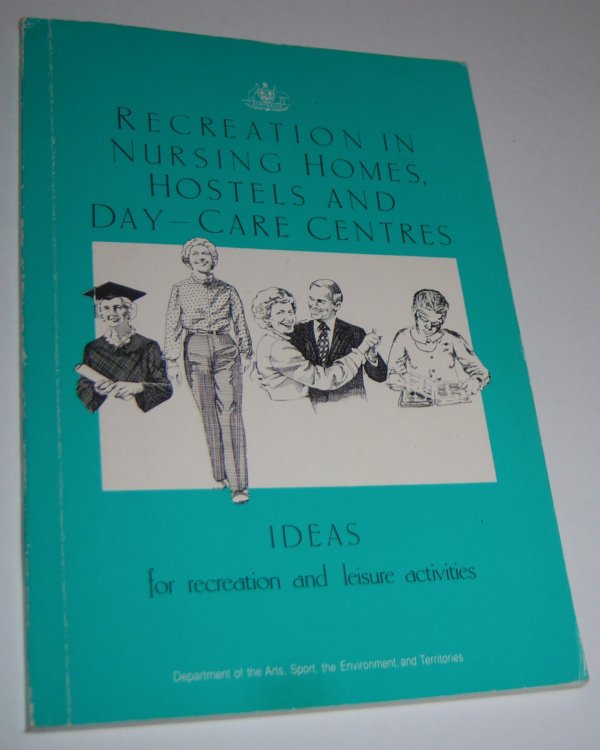 RECREATION IN
NURSING HOMES,
HOSTELS AND
DAY–CARE CENTRES
IDEAS
for recreation and leisure activities
Department of the Arts, Sport, the Environment, and Territories